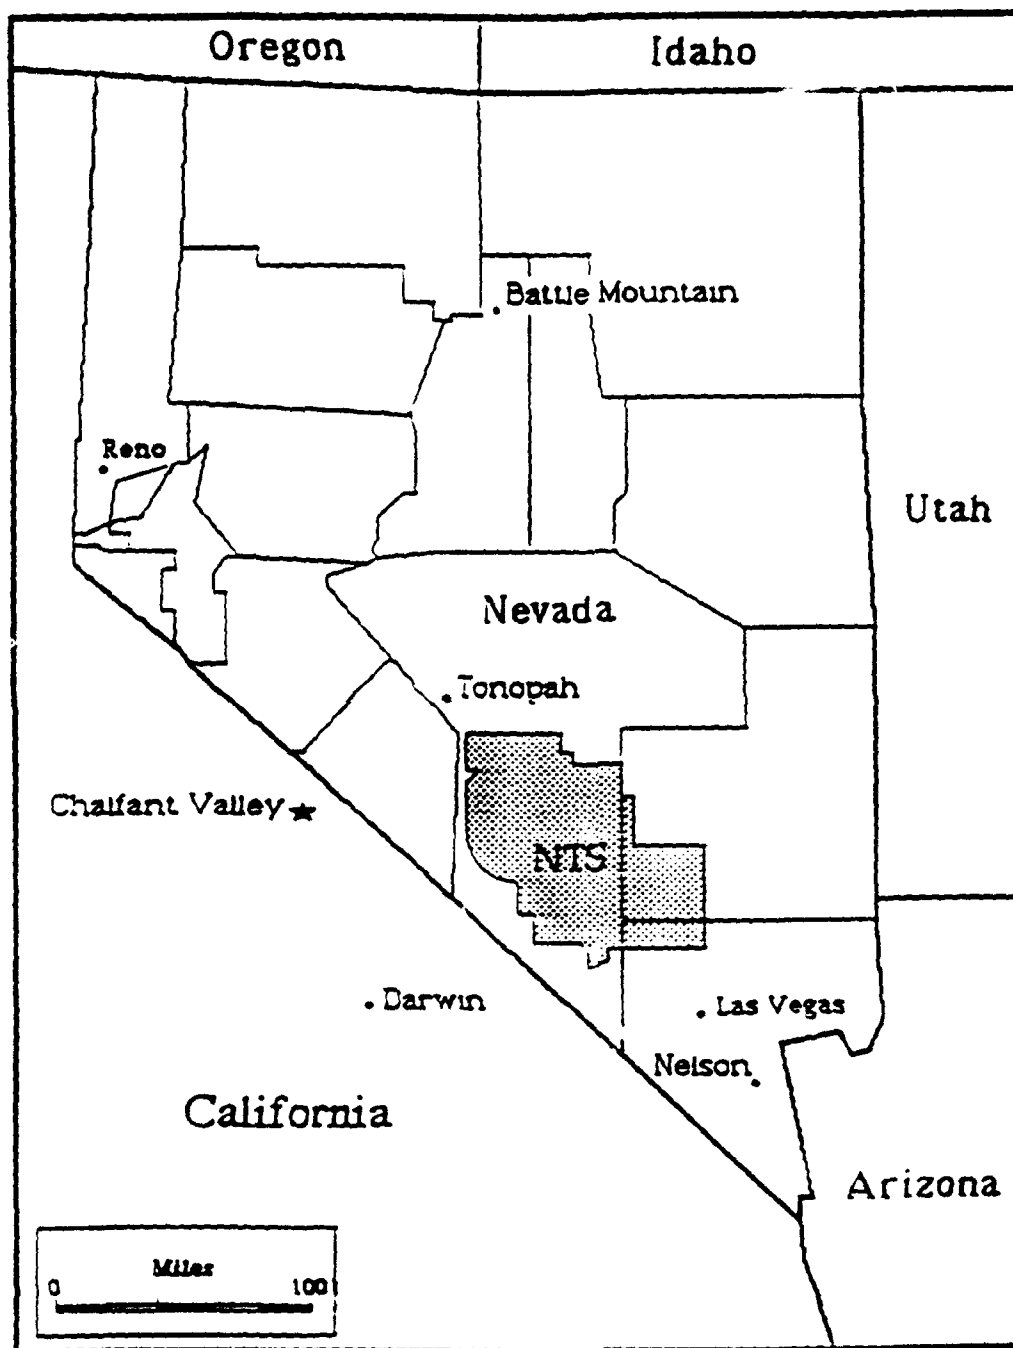 Oregon
Idaho
Battle Mountain
Reno
Utah
Nevada
Tonopah
Chalfant Valley
NTS
Darwin
Las Vegas
Nelson
California
Arizona
Miles
0 100